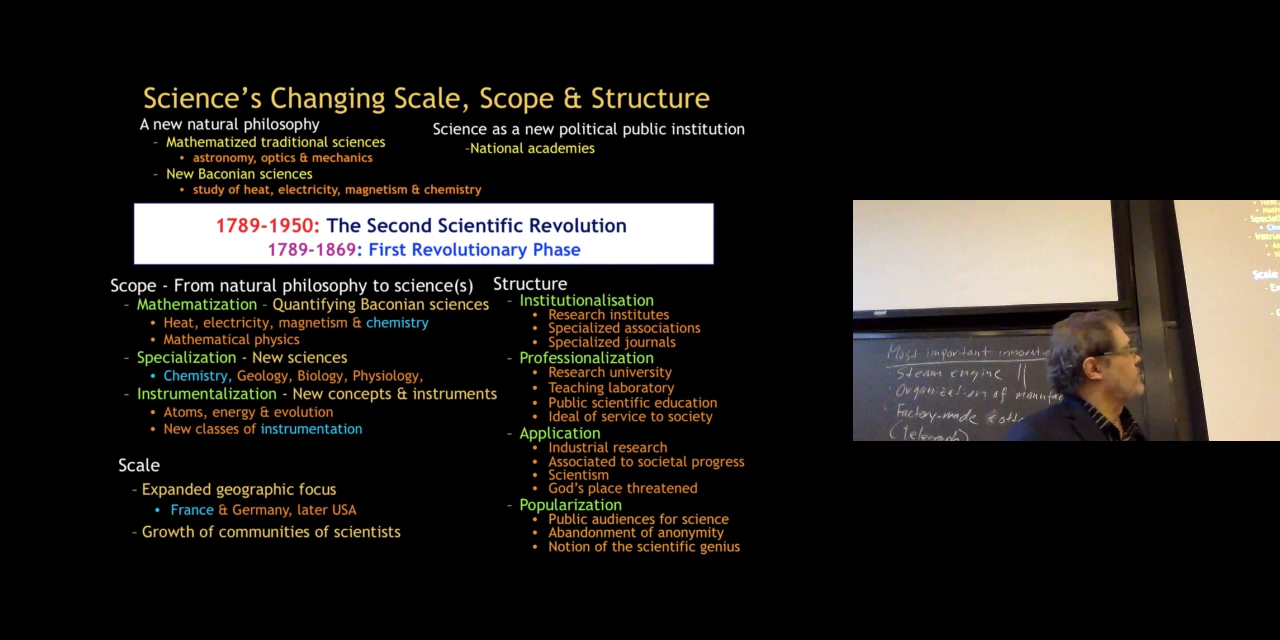 Science's Changing Scale, Scope & Structure
A new natural philosophy
- Mathematized traditional sciences
• astronomy, optics & mechanics
- New Baconian sciences
• study of heat, electricity, magnetism & chemistry
Science as a new political public institution
-National academies
1789-1950: The Second Scientific Revolution
1789-1869: First Revolutionary Phase
Scope - From natural philosophy to science(s)
- Mathematization - Quantifying Baconian sciences
• Heat, electricity, magnetism & chemistry
• Mathematical physics
- Specialization - New sciences
• Chemistry, Geology, Biology, Physiology,
- Instrumentalization - New concepts & instruments
• Atoms, energy & evolution
• New classes of instrumentation
Scale
- Expanded geographic focus
• France & Germany, later USA
- Growth of communities of scientists
Structure
- Institutionalisation
• Research institutes
• Specialized associations
• Specialized journals
- Professionalization
• Research university
• Teaching laboratory
• Public scientific education
• Ideal of service to society
- Application
• Industrial research
• Associated to societal progress
• Scientism
• God's place threatened
- Popularization
• Public audiences for science
• Abandonment of anonymity
• Notion of the scientific genius
Most important innovatio
Steam engine ||
Organization of manufac
Factory-made
(Telegraph)
Scale